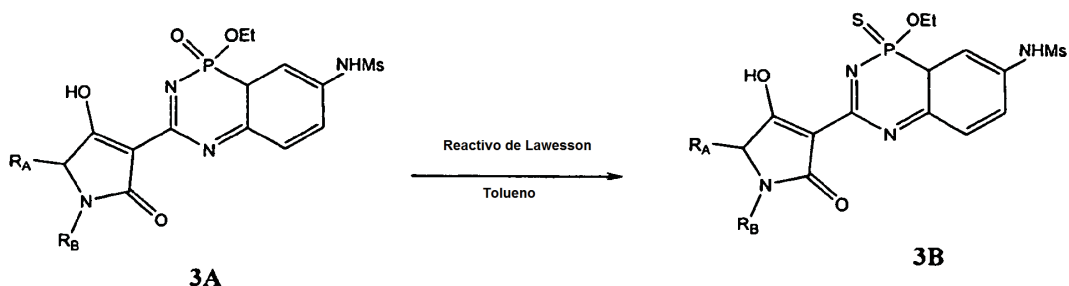 O
OEt
P
NHMs
HO
N
N
RA
N
O
RB
3A
Reactivo de Lawesson
Tolueno
S
OEt
P
NHMs
HO
N
N
RA
N
O
RB
3B